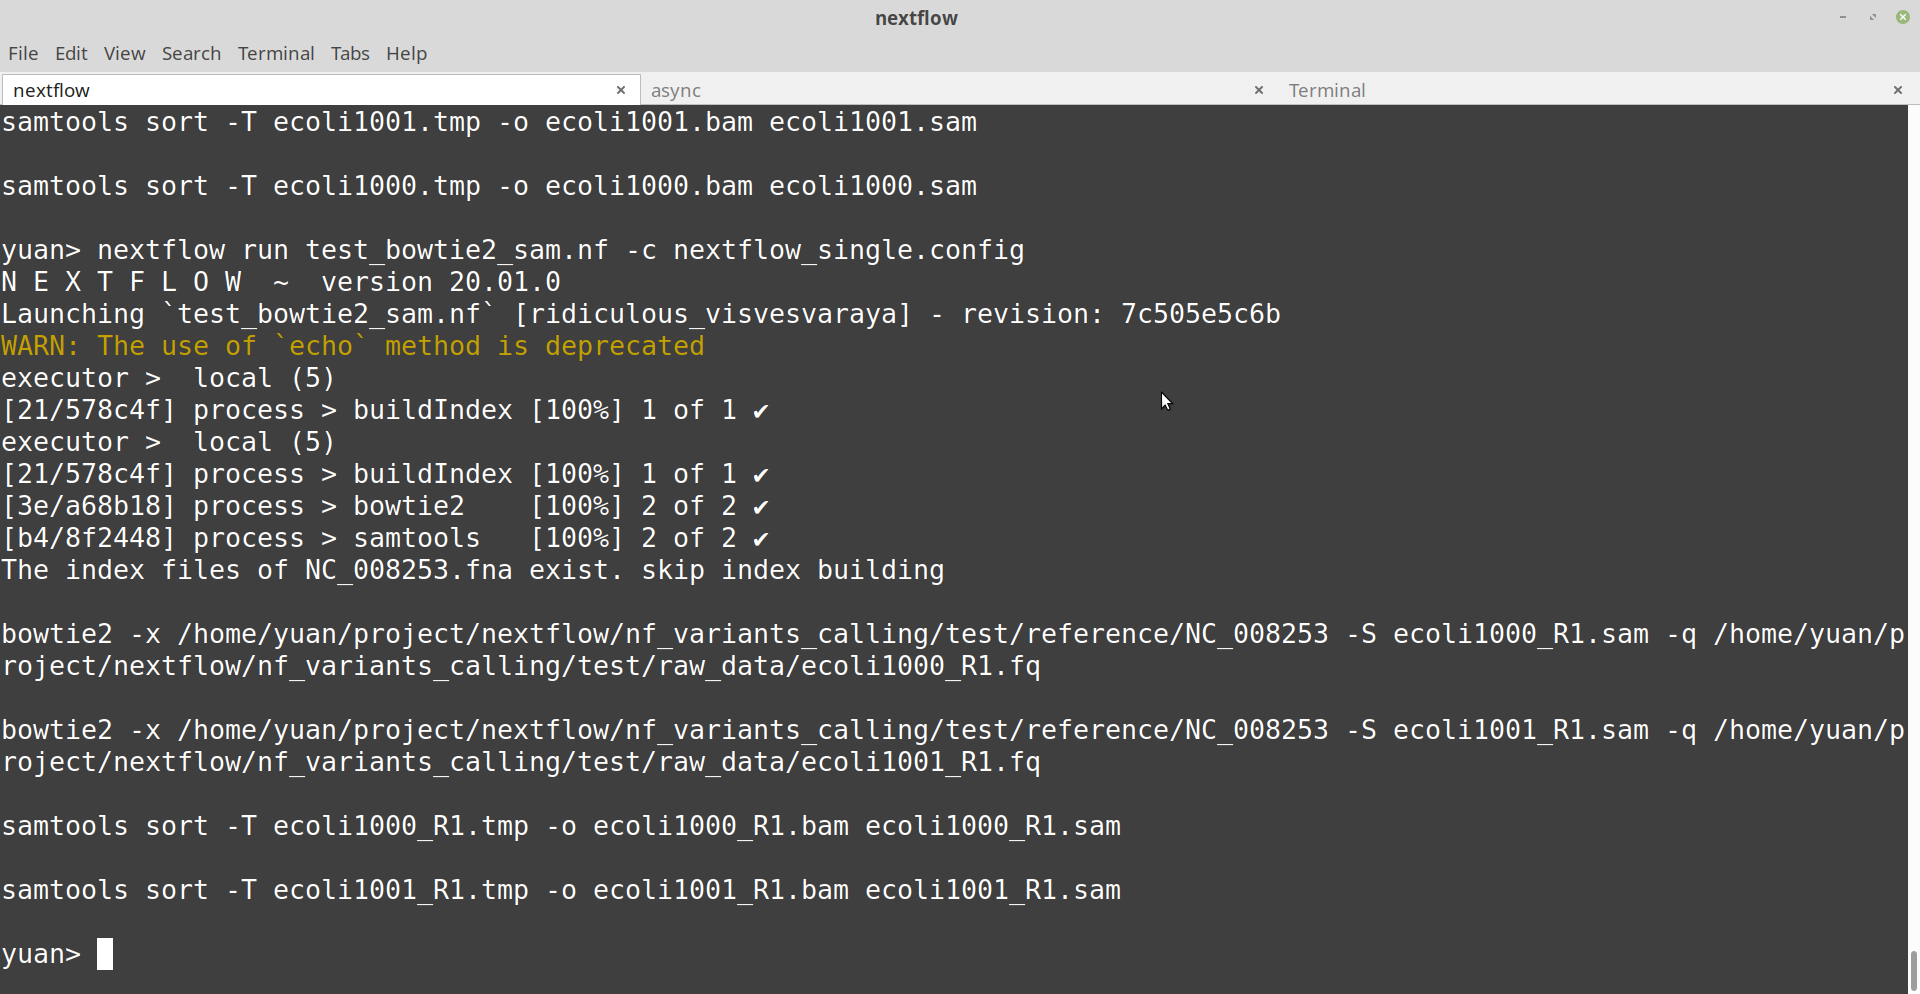 nextflow
File Edit View Search Terminal Tabs Help
nextflow × async × Terminal ×
samtools sort -T ecoli1001.tmp -o ecoli1001.bam ecoli1001.sam
samtools sort -T ecoli1000.tmp -o ecoli1000.bam ecoli1000.sam
yuan> nextflow run test_bowtie2_sam.nf -c nextflow_single.config
N E X T F L O W  ~  version 20.01.0
Launching `test_bowtie2_sam.nf` [ridiculous_visvesvaraya] - revision: 7c505e5c6b
WARN: The use of `echo` method is deprecated
executor >  local (5)
[21/578c4f] process > buildIndex [100%] 1 of 1 ✔
executor >  local (5)
[21/578c4f] process > buildIndex [100%] 1 of 1 ✔
[3e/a68b18] process > bowtie2    [100%] 2 of 2 ✔
[b4/8f2448] process > samtools   [100%] 2 of 2 ✔
The index files of NC_008253.fna exist. skip index building
bowtie2 -x /home/yuan/project/nextflow/nf_variants_calling/test/reference/NC_008253 -S ecoli1000_R1.sam -q /home/yuan/p
roject/nextflow/nf_variants_calling/test/raw_data/ecoli1000_R1.fq
bowtie2 -x /home/yuan/project/nextflow/nf_variants_calling/test/reference/NC_008253 -S ecoli1001_R1.sam -q /home/yuan/p
roject/nextflow/nf_variants_calling/test/raw_data/ecoli1001_R1.fq
samtools sort -T ecoli1000_R1.tmp -o ecoli1000_R1.bam ecoli1000_R1.sam
samtools sort -T ecoli1001_R1.tmp -o ecoli1001_R1.bam ecoli1001_R1.sam
yuan>